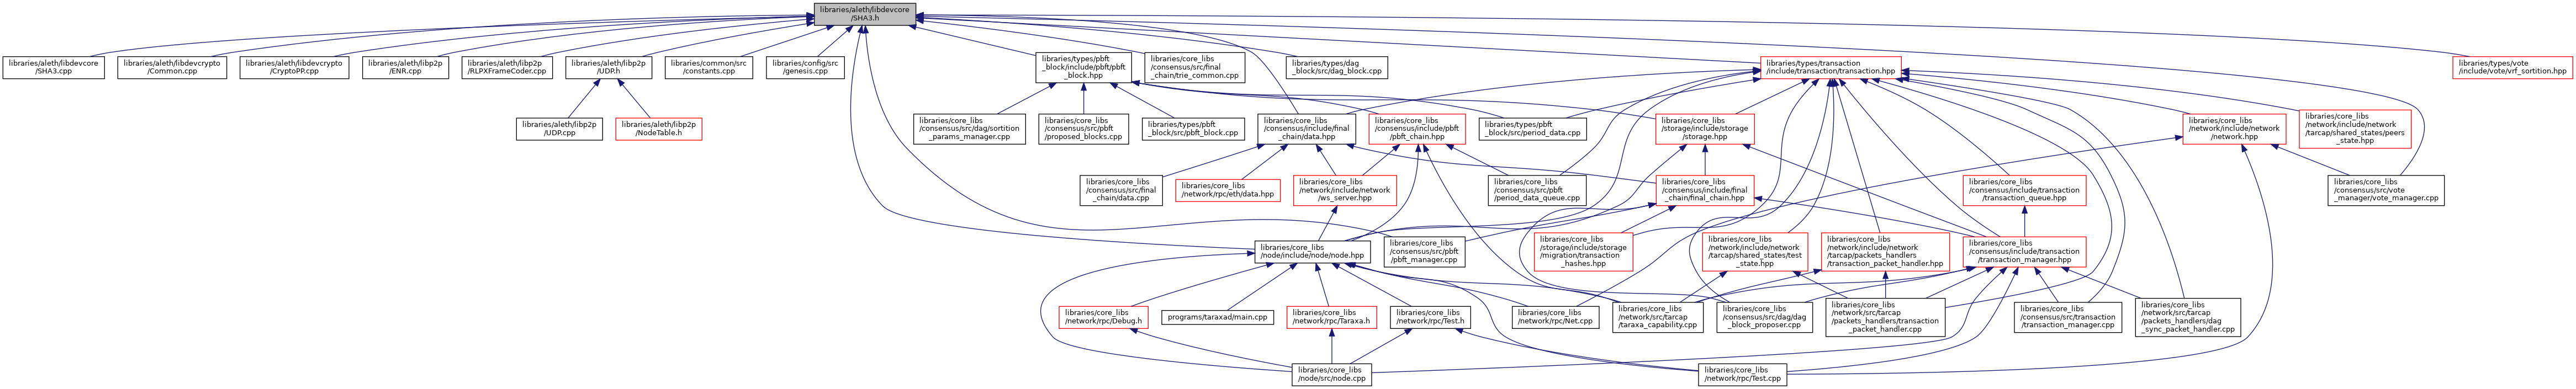 libraries/aleth/libdevcore
/SHA3.h
libraries/aleth/libdevcore
/SHA3.cpp
libraries/aleth/libdevcrypto
/Common.cpp
libraries/aleth/libdevcrypto
/CryptoPP.cpp
libraries/aleth/libp2p
/ENR.cpp
libraries/aleth/libp2p
/RLPXFrameCoder.cpp
libraries/aleth/libp2p
/UDP.h
libraries/common/src
/constants.cpp
libraries/config/src
/genesis.cpp
libraries/types/pbft
_block/include/pbft/pbft
_block.hpp
libraries/core_libs
/consensus/src/final
_chain/trie_common.cpp
libraries/types/dag
_block/src/dag_block.cpp
libraries/types/transaction
/include/transaction/transaction.hpp
libraries/types/vote
/include/vote/vrf_sortition.hpp
libraries/aleth/libp2p
/UDP.cpp
libraries/aleth/libp2p
/NodeTable.h
libraries/core_libs
/consensus/src/dag/sortition
_params_manager.cpp
libraries/core_libs
/consensus/src/pbft
/proposed_blocks.cpp
libraries/types/pbft
_block/src/pbft_block.cpp
libraries/core_libs
/consensus/include/final
_chain/data.hpp
libraries/core_libs
/consensus/include/pbft
/pbft_chain.hpp
libraries/types/pbft
_block/src/period_data.cpp
libraries/core_libs
/storage/include/storage
/storage.hpp
libraries/core_libs
/network/include/network
/network.hpp
libraries/core_libs
/network/include/network
/tarcap/shared_states/peers
_state.hpp
libraries/core_libs
/consensus/src/final
_chain/data.cpp
libraries/core_libs
/network/rpc/eth/data.hpp
libraries/core_libs
/network/include/network
/ws_server.hpp
libraries/core_libs
/consensus/src/pbft
/period_data_queue.cpp
libraries/core_libs
/consensus/include/final
_chain/final_chain.hpp
libraries/core_libs
/consensus/include/transaction
/transaction_queue.hpp
libraries/core_libs
/consensus/src/vote
_manager/vote_manager.cpp
libraries/core_libs
/node/include/node/node.hpp
libraries/core_libs
/consensus/src/pbft
/pbft_manager.cpp
libraries/core_libs
/storage/include/storage
/migration/transaction
_hashes.hpp
libraries/core_libs
/network/include/network
/tarcap/shared_states/test
_state.hpp
libraries/core_libs
/network/include/network
/tarcap/packets_handlers
/transaction_packet_handler.hpp
libraries/core_libs
/consensus/include/transaction
/transaction_manager.hpp
libraries/core_libs
/network/rpc/Debug.h
programs/taraxad/main.cpp
libraries/core_libs
/network/rpc/Taraxa.h
libraries/core_libs
/network/rpc/Test.h
libraries/core_libs
/network/rpc/Net.cpp
libraries/core_libs
/network/src/tarcap
/taraxa_capability.cpp
libraries/core_libs
/consensus/src/dag/dag
_block_proposer.cpp
libraries/core_libs
/network/src/tarcap
/packets_handlers/transaction
_packet_handler.cpp
libraries/core_libs
/consensus/src/transaction
/transaction_manager.cpp
libraries/core_libs
/network/src/tarcap
/packets_handlers/dag
_sync_packet_handler.cpp
libraries/core_libs
/node/src/node.cpp
libraries/core_libs
/network/rpc/Test.cpp